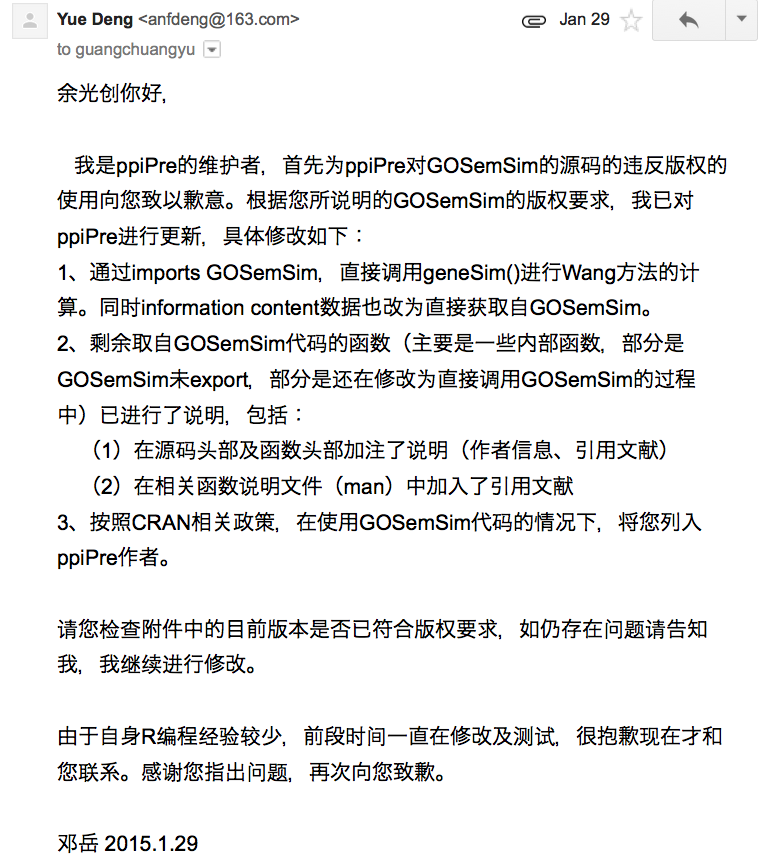 Yue Deng <anfdeng@163.com> Jan 29
to guangchuangyu
余光创你好，
我是ppiPre的维护者，首先为ppiPre对GOSemSim的源码的违反版权的
使用向您致以歉意。根据您所说明的GOSemSim的版权要求，我已对
ppiPre进行更新，具体修改如下：
1、通过imports GOSemSim，直接调用geneSim()进行Wang方法的计
算。同时information content数据也改为直接获取自GOSemSim。
2、剩余取自GOSemSim代码的函数（主要是一些内部函数，部分是
GOSemSim未export，部分是还在修改为直接调用GOSemSim的过程
中）已进行了说明，包括：
（1）在源码头部及函数头部加注了说明（作者信息、引用文献）
（2）在相关函数说明文件（man）中加入了引用文献
3、按照CRAN相关政策，在使用GOSemSim代码的情况下，将您列入
ppiPre作者。
请您检查附件中的目前版本是否已符合版权要求，如仍存在问题请告知
我，我继续进行修改。
由于自身R编程经验较少，前段时间一直在修改及测试，很抱歉现在才和
您联系。感谢您指出问题，再次向您致歉。
邓岳 2015.1.29